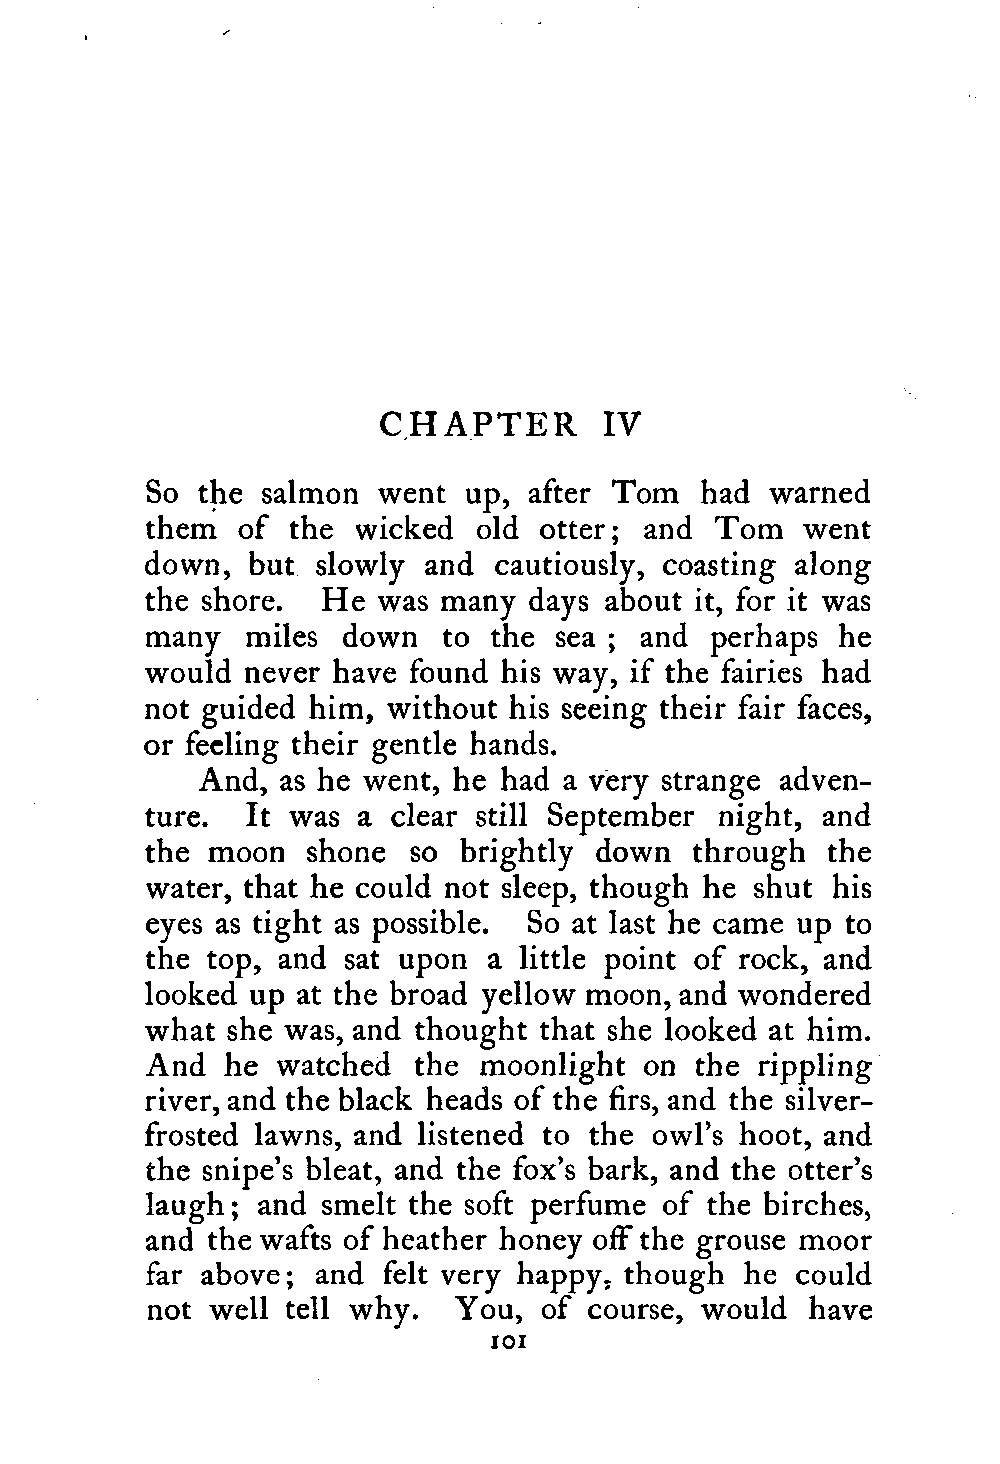 CHAPTER IV
So the salmon went up, after Tom had warned
them of the wicked old otter; and Tom went
down, but slowly and cautiously, coasting along
the shore. He was many days about it, for it was
many miles down to the sea ; and perhaps he
would never have found his way, if the fairies had
not guided him, without his seeing their fair faces,
or feeling their gentle hands.
And, as he went, he had a very strange adven-
ture. It was a clear still September night, and
the moon shone so brightly down through the
water, that he could not sleep, though he shut his
eyes as tight as possible. So at last he came up to
the top, and sat upon a little point of rock, and
looked up at the broad yellow moon, and wondered
what she was, and thought that she looked at him.
And he watched the moonlight on the rippling
river, and the black heads of the firs, and the silver-
frosted lawns, and listened to the owl's hoot, and
the snipe's bleat, and the fox's bark, and the otter's
laugh; and smelt the soft perfume of the birches,
and the wafts of heather honey off the grouse moor
far above; and felt very happy, though he could
not well tell why. You, of course, would have
101